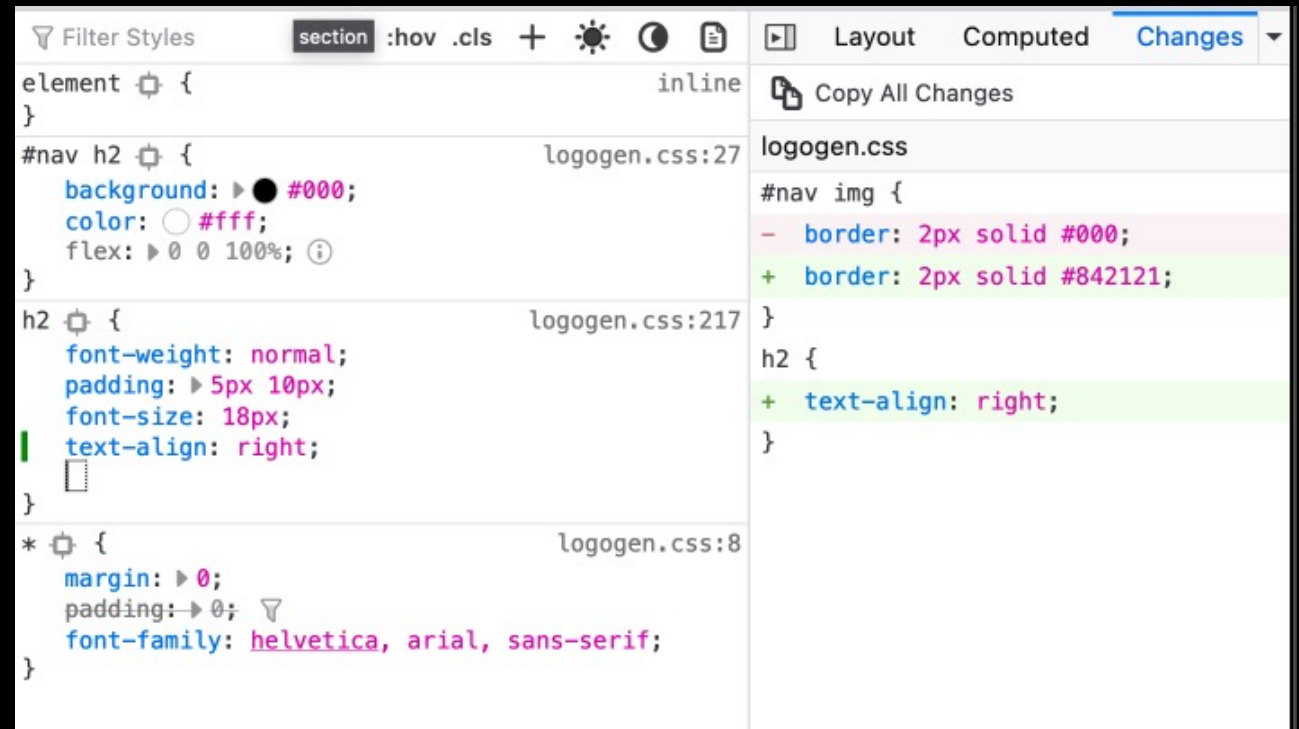 Filter Styles section :hov .cls
element {
inline
}
#nav h2 {
logogen.css:27
background: #000;
color: #fff;
flex: 0 0 100%;
}
h2 {
logogen.css:217
font-weight: normal;
padding: 5px 10px;
font-size: 18px;
text-align: right;
}
* {
logogen.css:8
margin: 0;
padding: 0;
font-family: helvetica, arial, sans-serif;
}
Layout Computed Changes
Copy All Changes
logogen.css
#nav img {
- border: 2px solid #000;
+ border: 2px solid #842121;
}
h2 {
+ text-align: right;
}